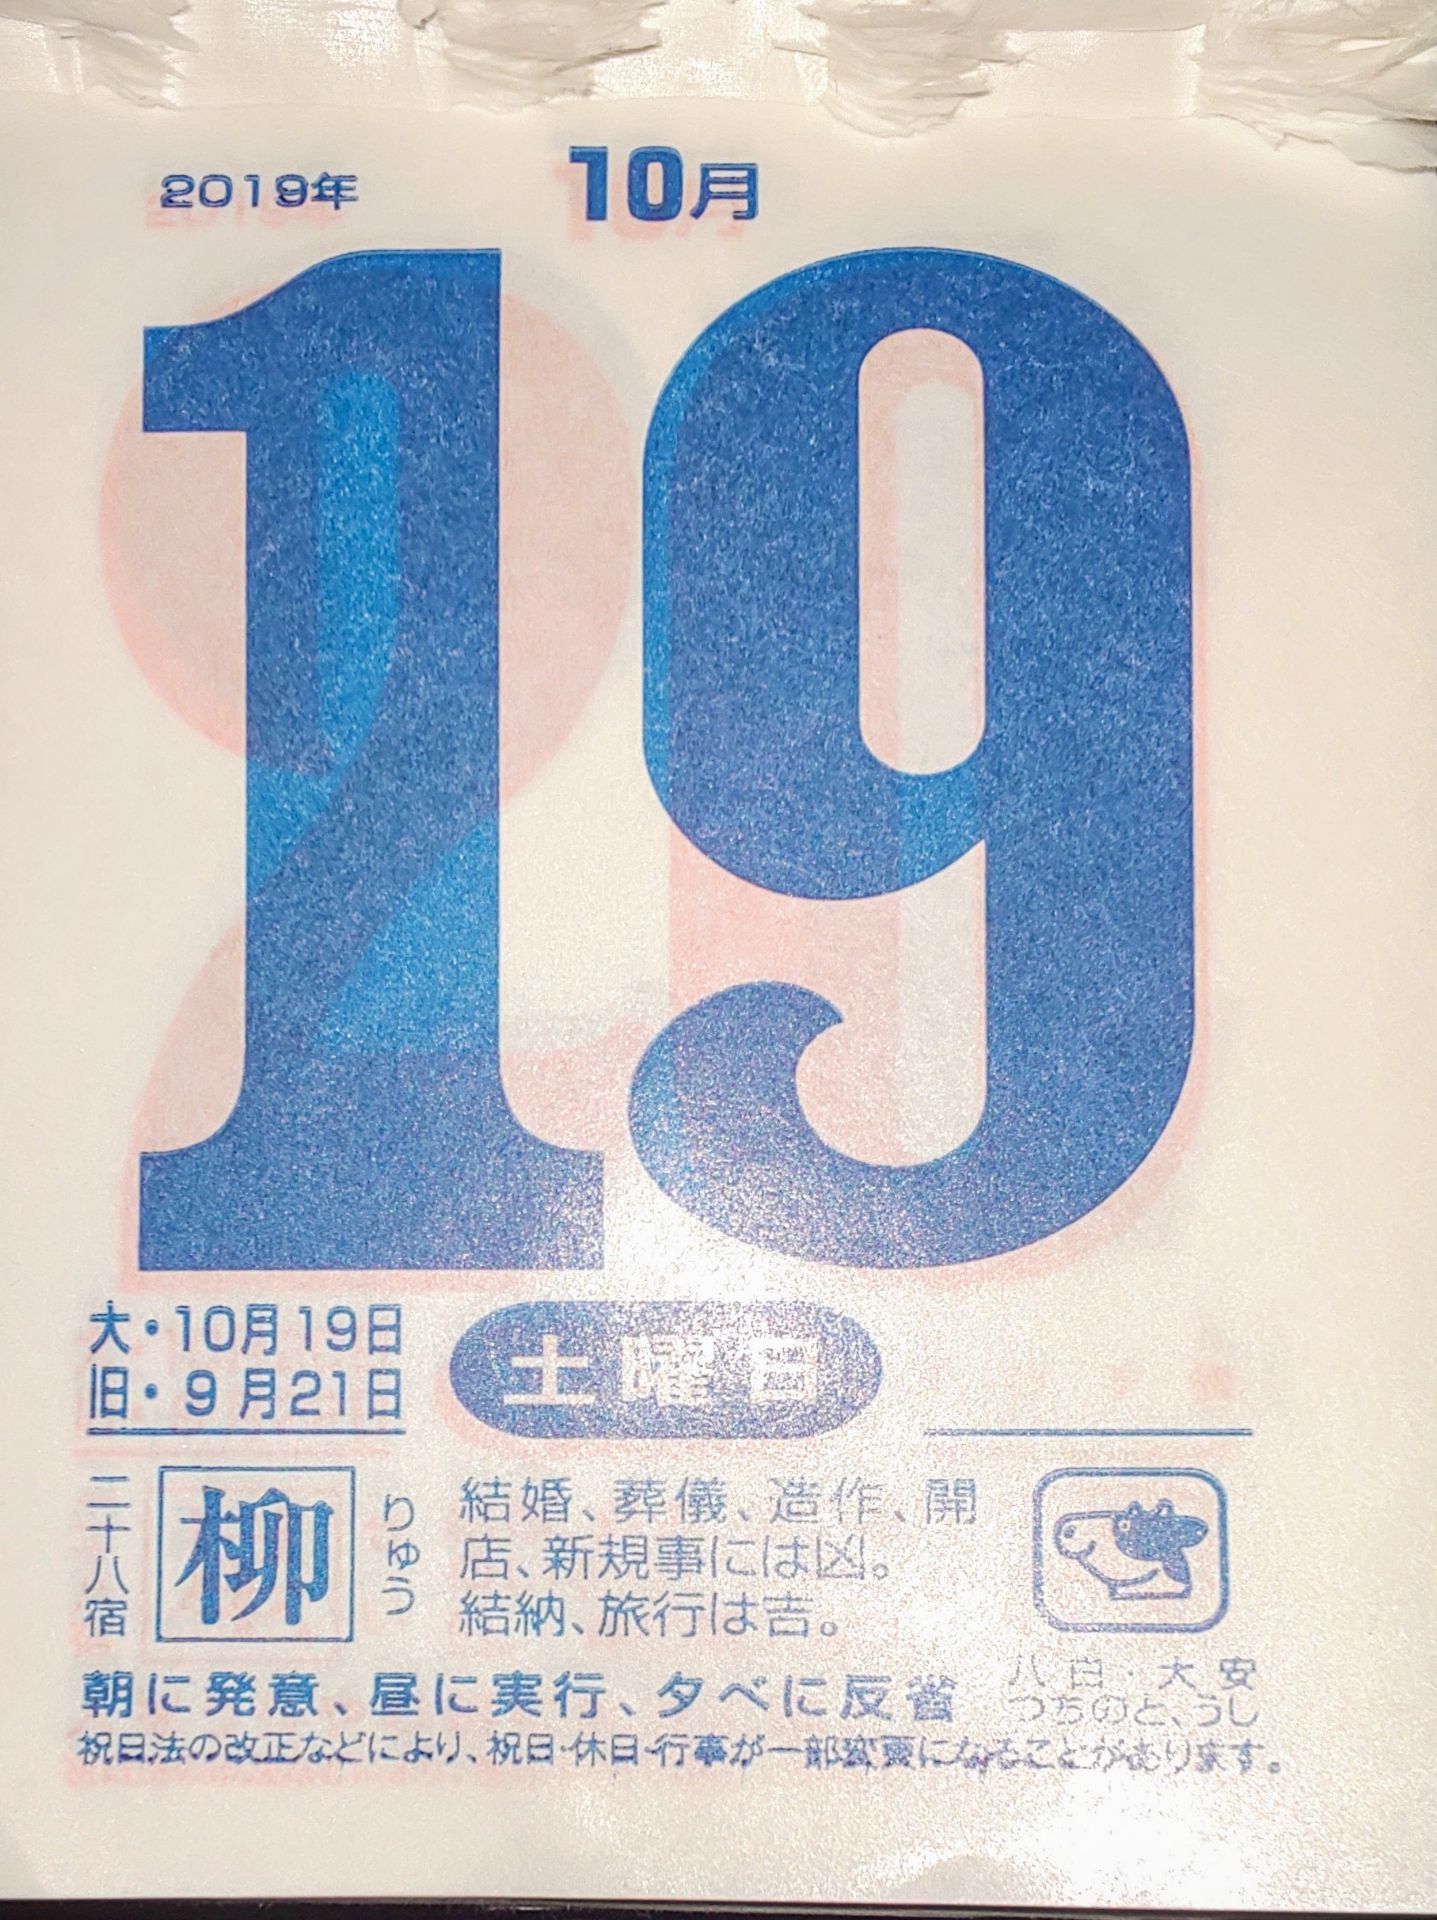 2019年 10月
19
大・10月19日
旧・9月21日
土曜日
二十八宿
柳
りゅう
結婚、葬儀、造作、開
店、新規事には凶。
結納、旅行は吉。
八白・大安
つちのと、うし
朝に発意、昼に実行、夕べに反省
祝日法の改正などにより、祝日・休日・行事が一部変更になることがあります。